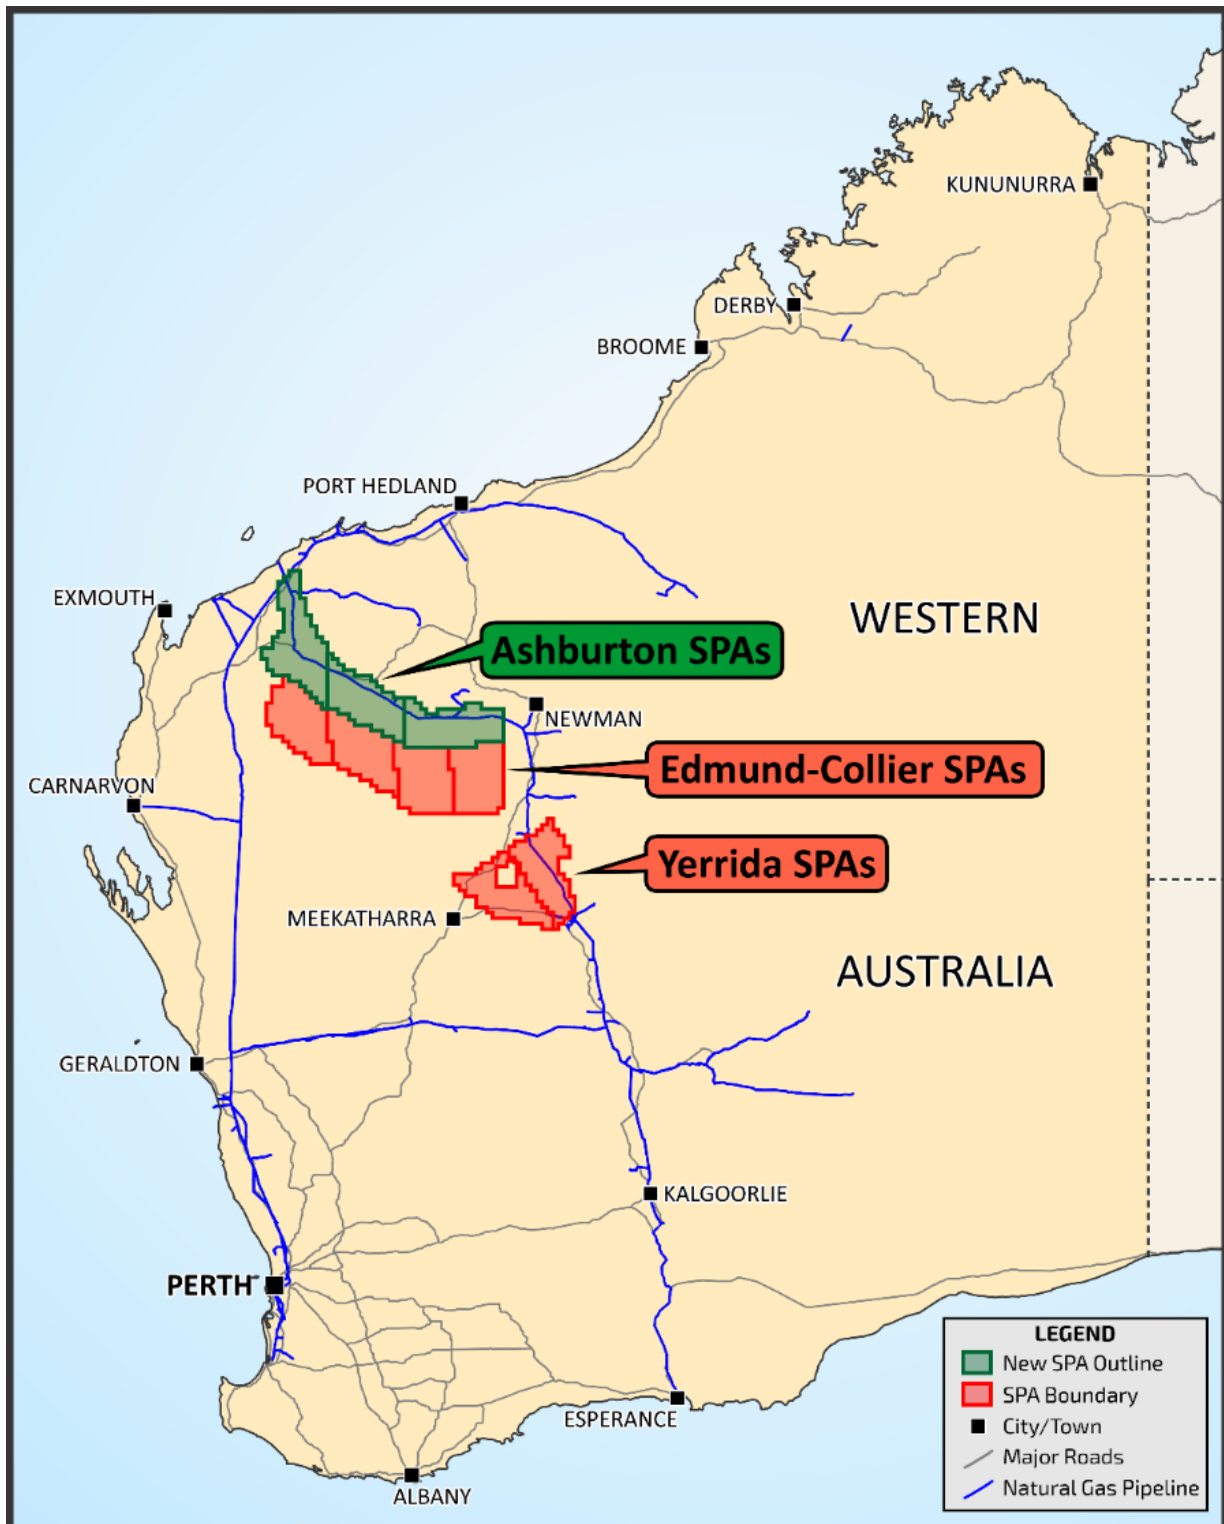 KUNUNURRA
DERBY
BROOME
PORT HEDLAND
EXMOUTH
WESTERN
Ashburton SPAs
NEWMAN
Edmund-Collier SPAs
CARNARVON
Yerrida SPAs
MEEKATHARRA
AUSTRALIA
GERALDTON
KALGOORLIE
PERTH
LEGEND
New SPA Outline
SPA Boundary
City/Town
Major Roads
Natural Gas Pipeline
ESPERANCE
ALBANY